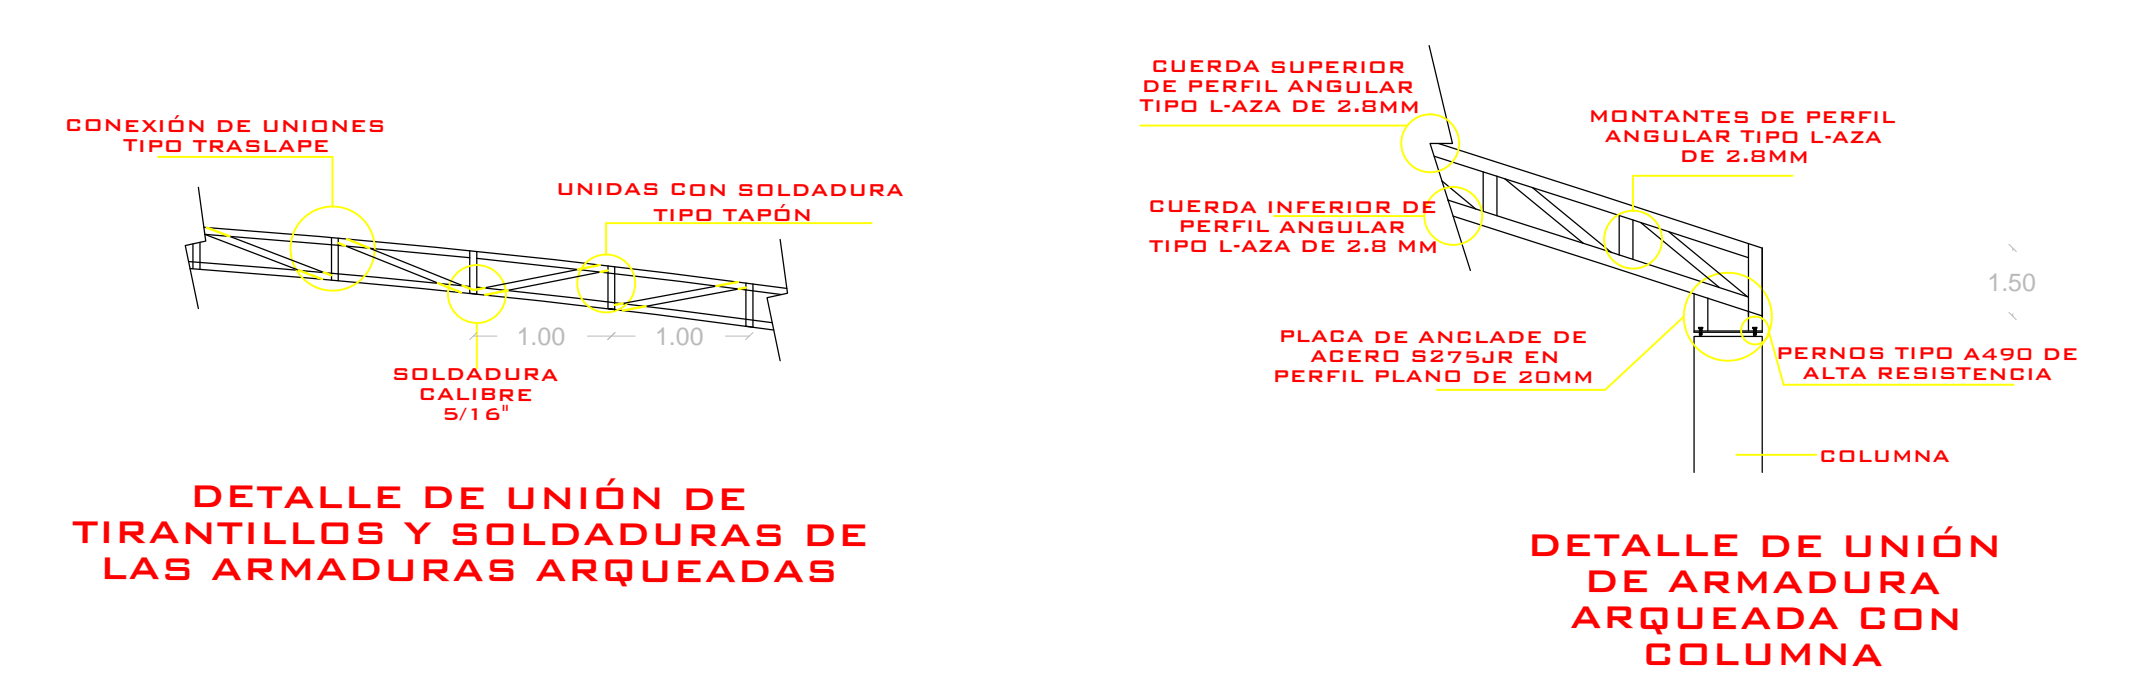 CONEXIÓN DE UNIONES
TIPO TRASLAPE
UNIDAS CON SOLDADURA
TIPO TAPÓN
1.00
1.00
SOLDADURA
CALIBRE
5/16"
DETALLE DE UNIÓN DE
TIRANTILLOS Y SOLDADURAS DE
LAS ARMADURAS ARQUEADAS
CUERDA SUPERIOR
DE PERFIL ANGULAR
TIPO L-AZA DE 2.8MM
MONTANTES DE PERFIL
ANGULAR TIPO L-AZA
DE 2.8MM
CUERDA INFERIOR DE
PERFIL ANGULAR
TIPO L-AZA DE 2.8 MM
1.50
PLACA DE ANCLADE DE
ACERO S275JR EN
PERFIL PLANO DE 20MM
PERNOS TIPO A490 DE
ALTA RESISTENCIA
COLUMNA
DETALLE DE UNIÓN
DE ARMADURA
ARQUEADA CON
COLUMNA